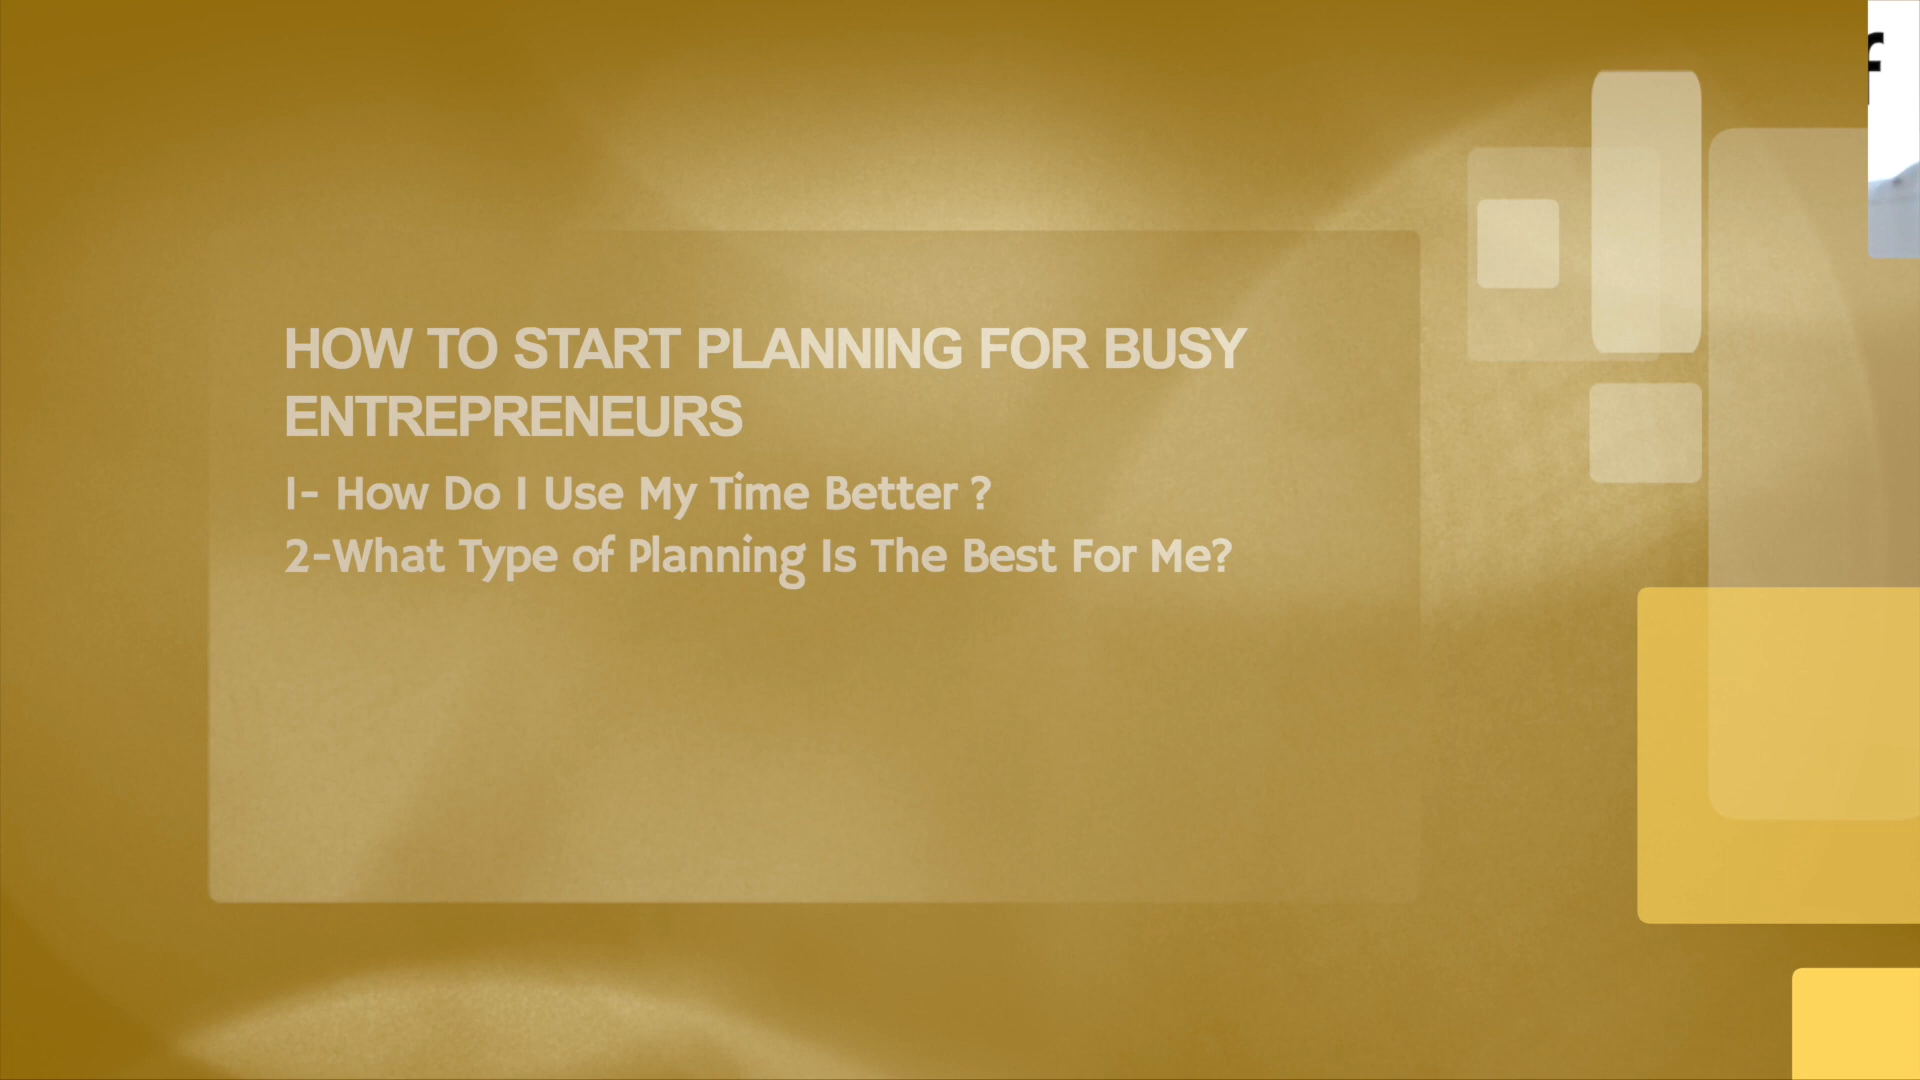 HOW TO START PLANNING FOR BUSY
ENTREPRENEURS
1- How Do I Use My Time Better ?
2-What Type of Planning Is The Best For Me?